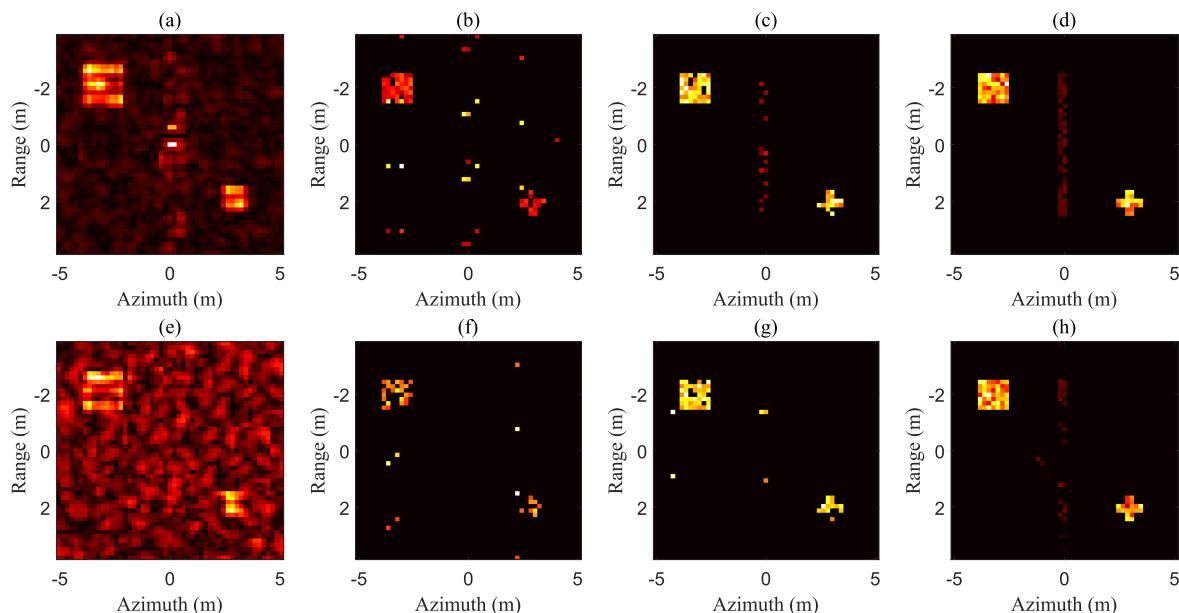 (a) (b) (c) (d)
-2 -2 -2 -2
0 0 0 0
2 2 2 2
Range (m) Range (m) Range (m) Range (m)
-5 0 5 -5 0 5 -5 0 5 -5 0 5
Azimuth (m) Azimuth (m) Azimuth (m) Azimuth (m)
(e) (f) (g) (h)
-2 -2 -2 -2
0 0 0 0
2 2 2 2
Range (m) Range (m) Range (m) Range (m)
-5 0 5 -5 0 5 -5 0 5 -5 0 5
Azimuth (m) Azimuth (m) Azimuth (m) Azimuth (m)